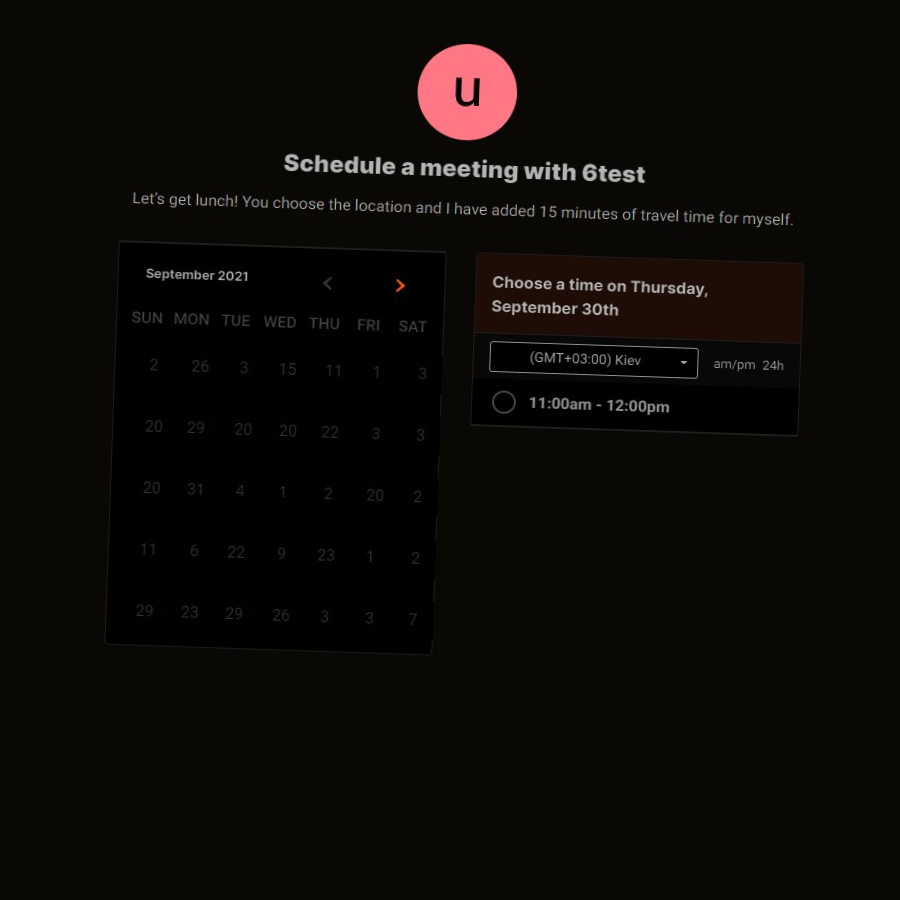 u
Schedule a meeting with 6test
Let's get lunch! You choose the location and I have added 15 minutes of travel time for myself.
September 2021
SUN MON TUE WED THU FRI SAT
2 26 3 15 11 1 3
20 29 20 20 22 3 3
20 31 4 1 2 20 2
11 6 22 9 23 1 2
29 23 29 26 3 3 7
Choose a time on Thursday,
September 30th
(GMT+03:00) Kiev
am/pm 24h
11:00am - 12:00pm